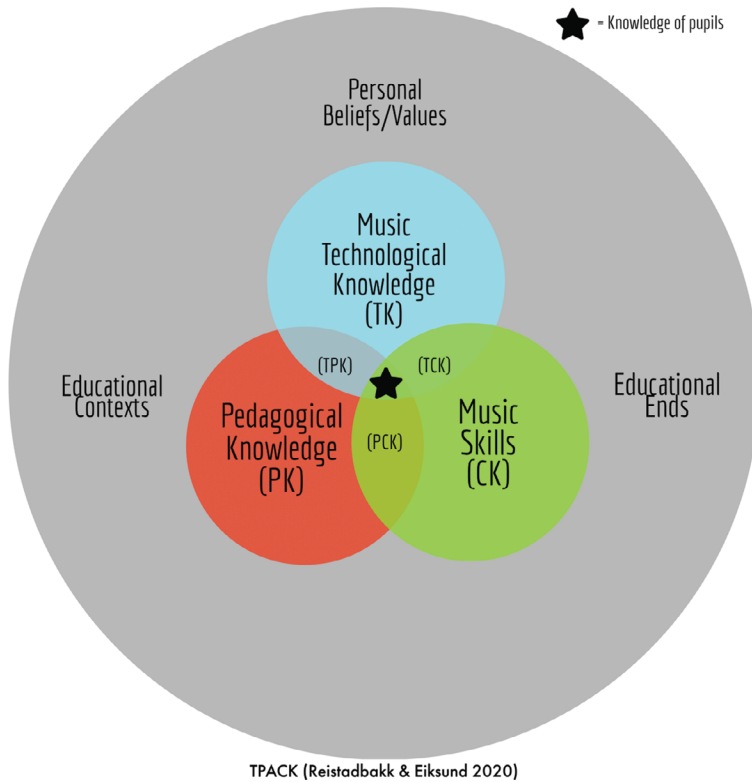 = Knowledge of pupils
Personal
Beliefs/Values
Music
Technological
Knowledge
(TK)
(TPK)
(TCK)
Educational
Contexts
Educational
Ends
Pedagogical
Knowledge
(PK)
(PCK)
Music
Skills
(CK)
TPACK (Reistadbakk & Eiksund 2020)